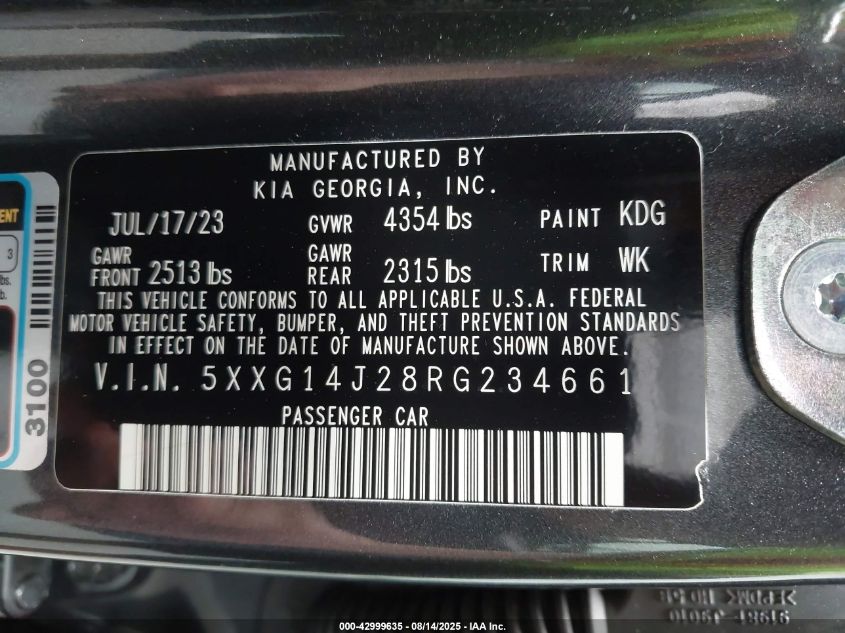 MANUFACTURED BY
KIA GEORGIA, INC.
JUL/17/23 GVWR 4354 lbs PAINT KDG
GAWR FRONT 2513 lbs GAWR REAR 2315 lbs TRIM WK
THIS VEHICLE CONFORMS TO ALL APPLICABLE U.S.A. FEDERAL
MOTOR VEHICLE SAFETY, BUMPER, AND THEFT PREVENTION STANDARDS
IN EFFECT ON THE DATE OF MANUFACTURE SHOWN ABOVE.
V.I.N. 5XXG14J28RG234661
PASSENGER CAR
3
lbs.
3100
>EPDM<
000-42999635 - 08/14/2025 - IAA Inc.